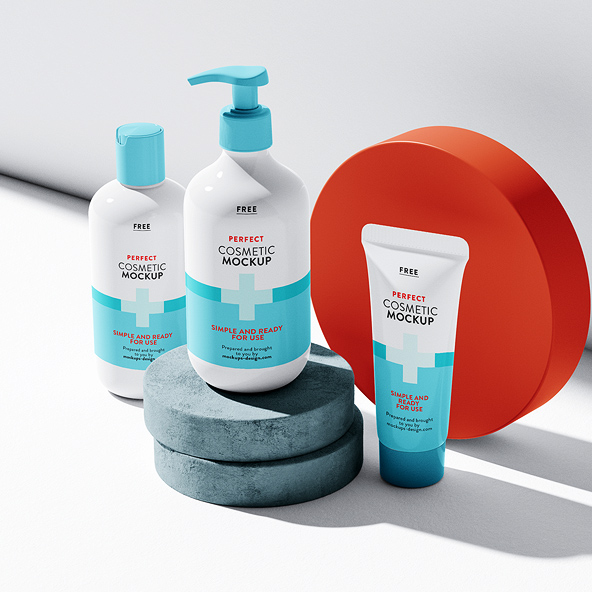 FREE
PERFECT
COSMETIC
MOCKUP
SIMPLE AND READY
FOR USE
Prepared and brought
to you by
mockups-design.com
FREE
PERFECT
COSMETIC
MOCKUP
SIMPLE AND READY
FOR USE
Prepared and brought
to you by
mockups-design.com
FREE
PERFECT
COSMETIC
MOCKUP
SIMPLE AND
READY
FOR USE
Prepared and brought
to you by
mockups-design.com